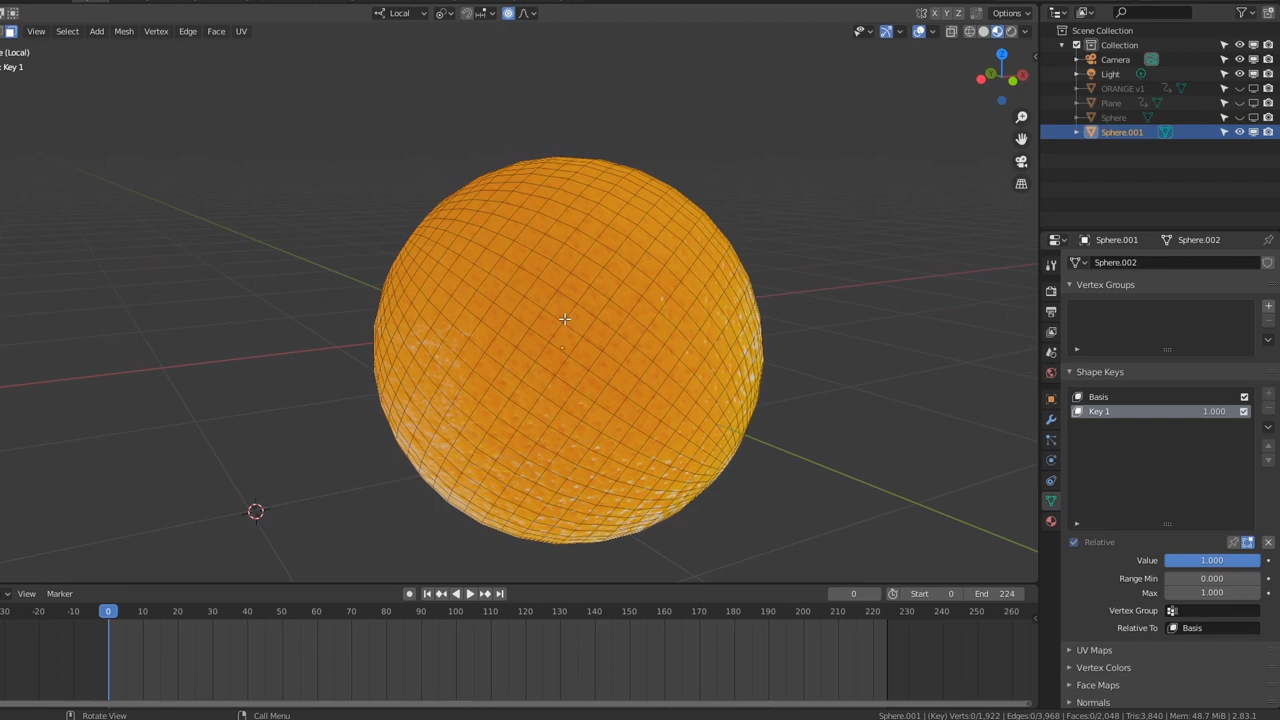 Local
Options
X Y Z
View Select Add Mesh Vertex Edge Face UV
(Local)
Key 1
Z
X
Y
Scene Collection
Collection
Camera
Light
ORANGE v1
Plane
Sphere
Sphere.001
Sphere.001 Sphere.002
Sphere.002
Vertex Groups
Shape Keys
Basis
Key 1 1.000
Relative
Value 1.000
Range Min 0.000
Max 1.000
Vertex Group
Relative To Basis
UV Maps
Vertex Colors
Face Maps
Normals
View Marker
0 Start 0 End 224
-20 -10 0 10 20 30 40 50 60 70 80 90 100 110 120 130 140 150 160 170 180 190 200 210 220 230 240 250 260
Rotate View Call Menu
Sphere.001 | (Key) Verts:0/1,922 | Edges:0/3,968 | Faces:0/2,048 | Tris:3,840 | Mem: 48.7 MiB | 2.83.1